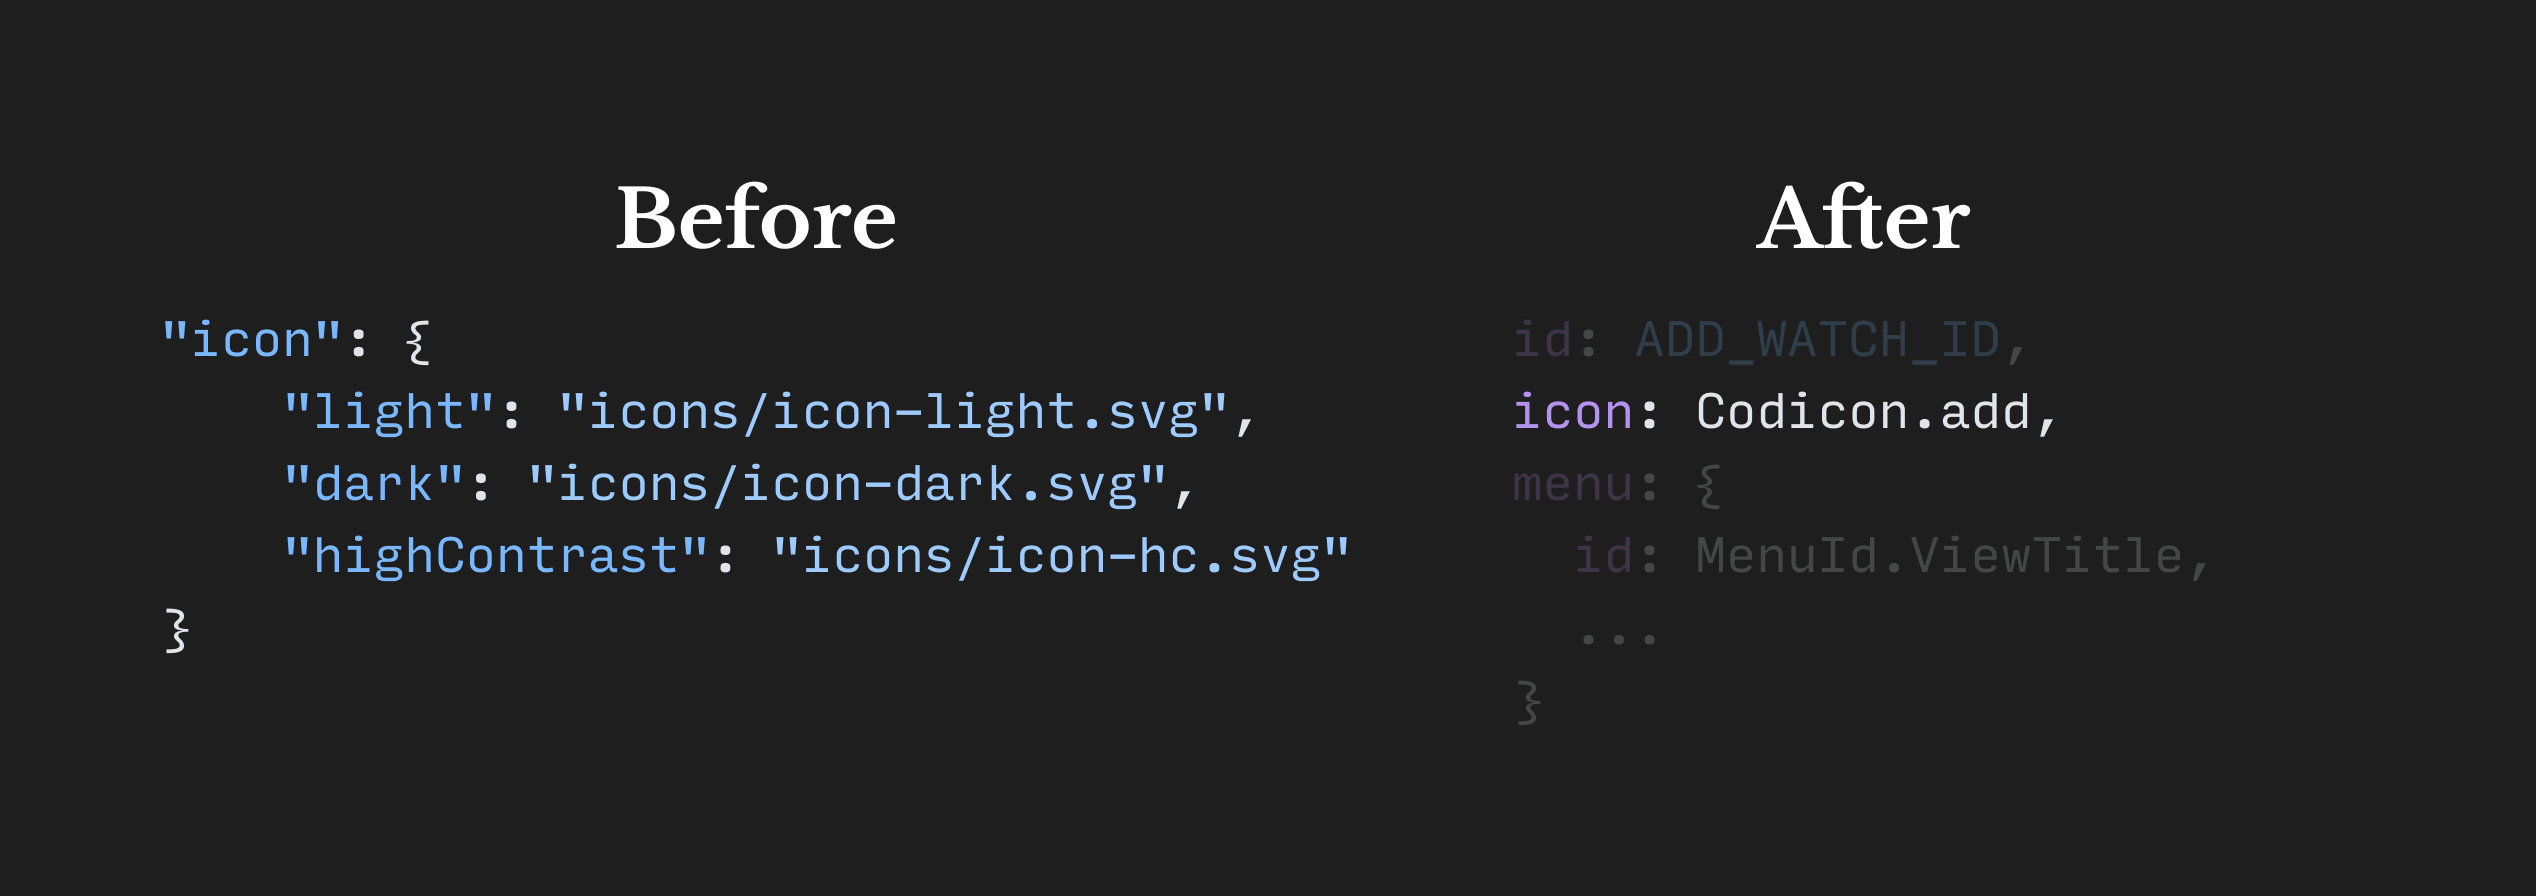 Before
"icon": {
    "light": "icons/icon-light.svg",
    "dark": "icons/icon-dark.svg",
    "highContrast": "icons/icon-hc.svg"
}
After
id: ADD_WATCH_ID,
icon: Codicon.add,
menu: {
  id: MenuId.ViewTitle,
  ...
}